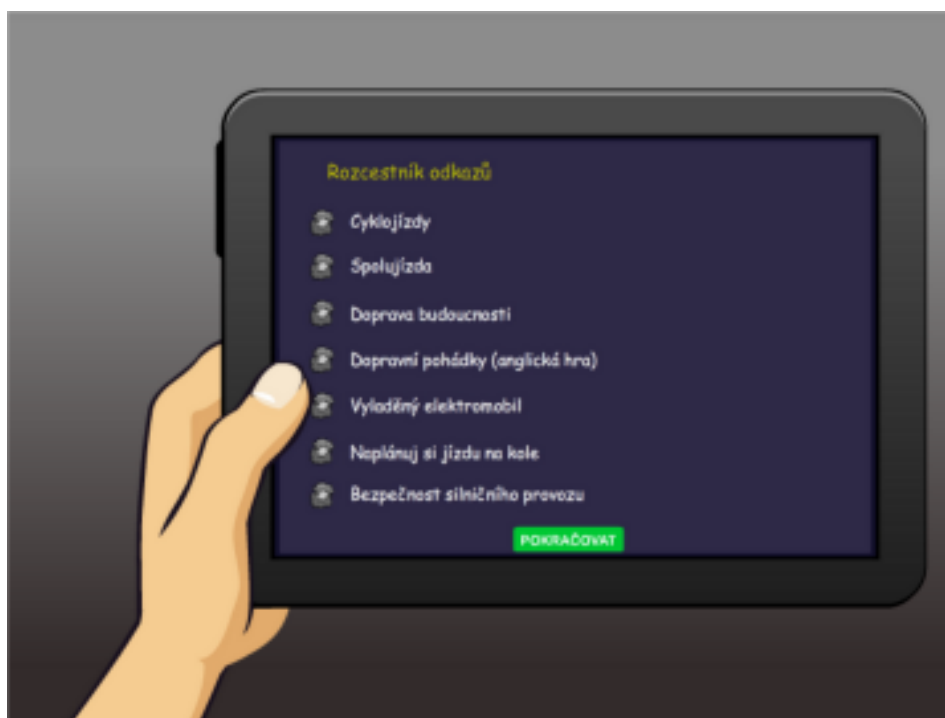 Rozcestník odkazů
Cyklojízdy
Spolujízda
Doprava budoucnosti
Dopravní pohádky (anglická hra)
Vyladěný elektromobil
Naplánuj si jízdu na kole
Bezpečnost silničního provozu
POKRAČOVAT